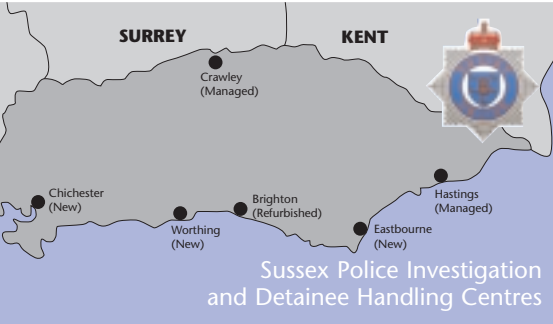 SURREY
KENT
Crawley
(Managed)
Chichester
(New)
Worthing
(New)
Brighton
(Refurbished)
Hastings
(Managed)
Eastbourne
(New)
Sussex Police Investigation
and Detainee Handling Centres